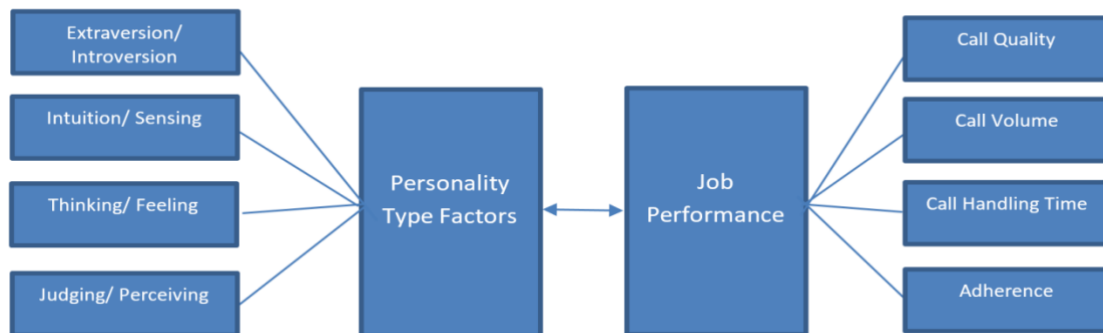 Extraversion/
Introversion
Intuition/ Sensing
Thinking/ Feeling
Judging/ Perceiving
Personality
Type Factors
Job
Performance
Call Quality
Call Volume
Call Handling Time
Adherence